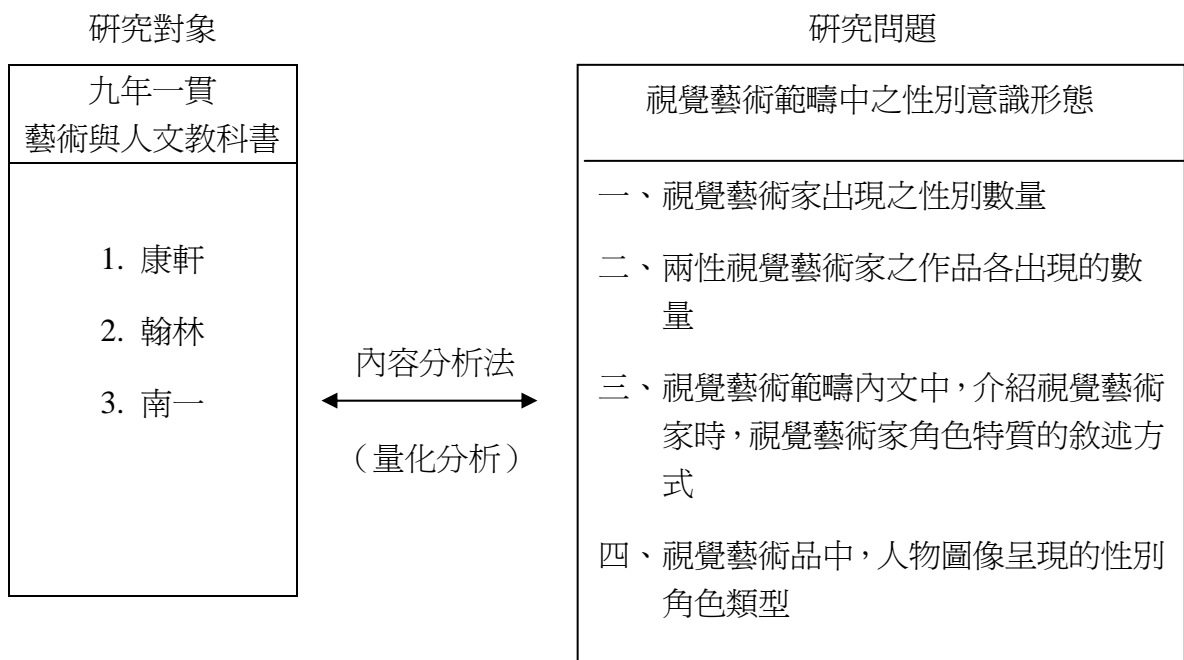 研究對象
九年一貫
藝術與人文教科書
1. 康軒
2. 翰林
3. 南一
內容分析法
（量化分析）
研究問題
視覺藝術範疇中之性別意識形態
一、視覺藝術家出現之性別數量
二、兩性視覺藝術家之作品各出現的數
量
三、視覺藝術範疇內文中，介紹視覺藝術
家時，視覺藝術家角色特質的敘述方
式
四、視覺藝術品中，人物圖像呈現的性別
角色類型